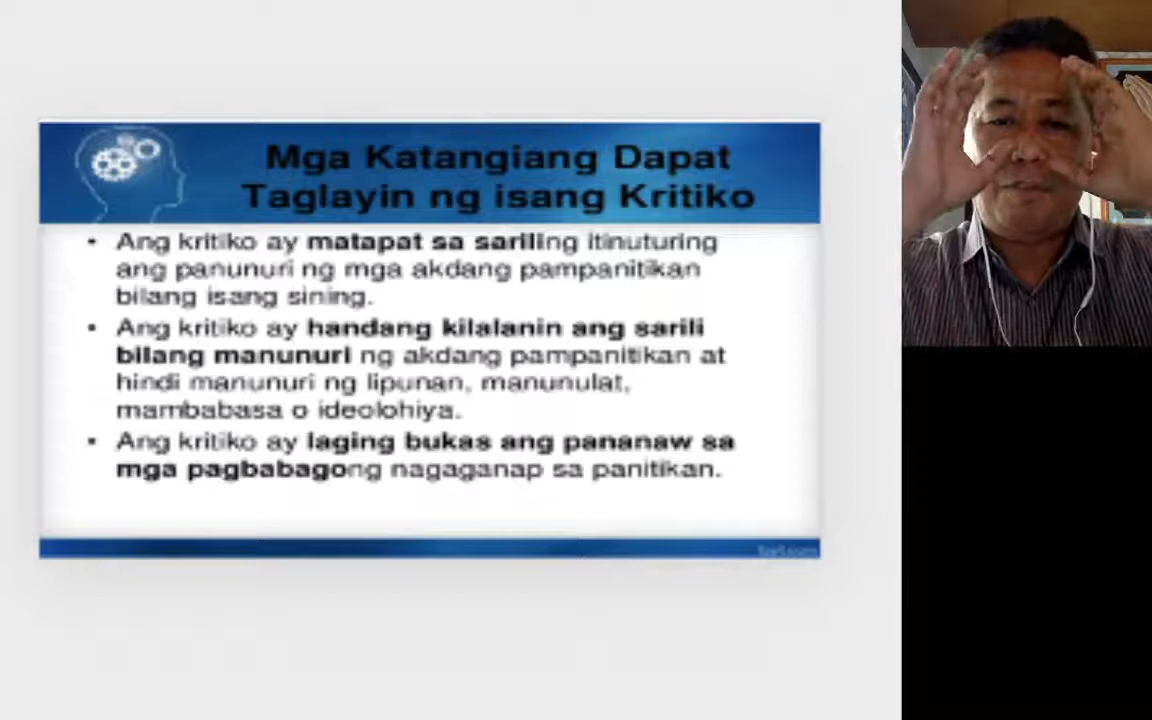 Mga Katangiang Dapat
Taglayin ng isang Kritiko
• Ang kritiko ay matapat sa sariling itinuturing
ang panunuri ng mga akdang pampanitikan
bilang isang sining.
• Ang kritiko ay handang kilalanin ang sarili
bilang manunuri ng akdang pampanitikan at
hindi manunuri ng lipunan, manunulat,
mambabasa o ideolohiya.
• Ang kritiko ay laging bukas ang pananaw sa
mga pagbabagong nagaganap sa panitikan.